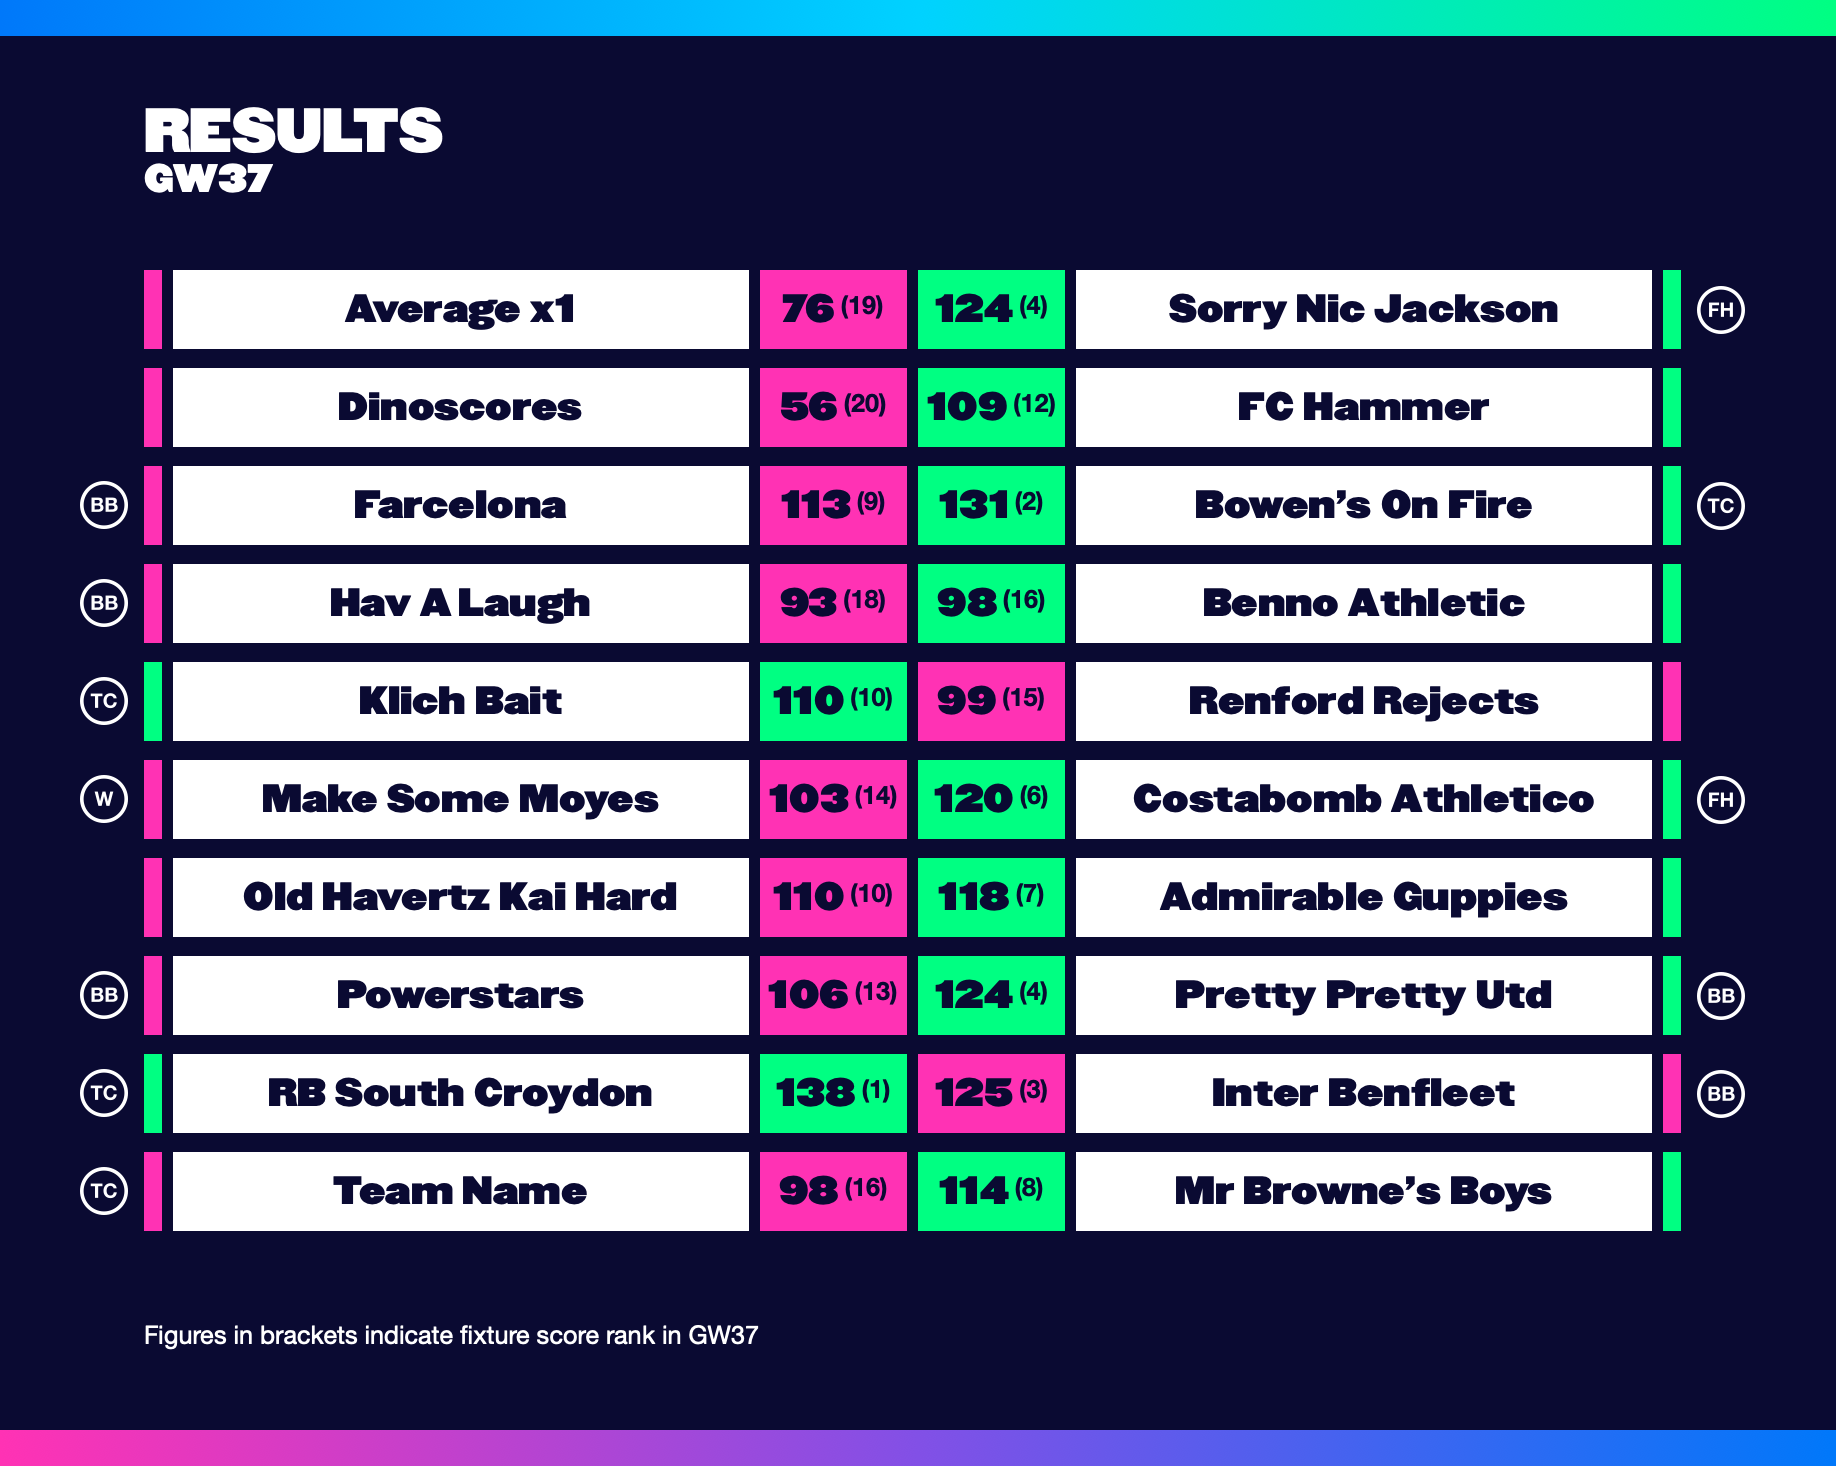 RESULTS
GW37
Average x1 76 (19) 124 (4) Sorry Nic Jackson FH
Dinoscores 56 (20) 109 (12) FC Hammer
BB Farcelona 113 (9) 131 (2) Bowen’s On Fire TC
BB Hav A Laugh 93 (18) 98 (16) Benno Athletic
TC Klich Bait 110 (10) 99 (15) Renford Rejects
W Make Some Moyes 103 (14) 120 (6) Costabomb Athletico FH
Old Havertz Kai Hard 110 (10) 118 (7) Admirable Guppies
BB Powerstars 106 (13) 124 (4) Pretty Pretty Utd BB
TC RB South Croydon 138 (1) 125 (3) Inter Benfleet BB
TC Team Name 98 (16) 114 (8) Mr Browne’s Boys
Figures in brackets indicate fixture score rank in GW37